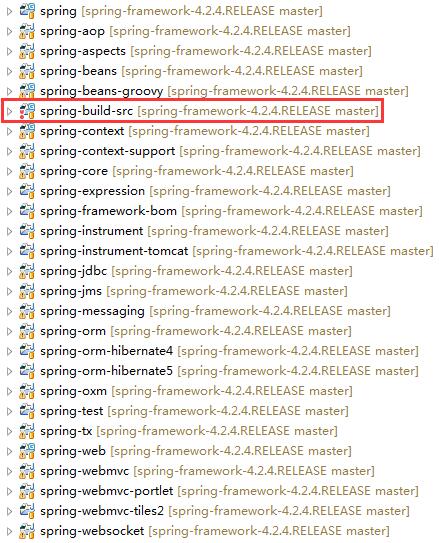 spring [spring-framework-4.2.4.RELEASE master]
spring-aop [spring-framework-4.2.4.RELEASE master]
spring-aspects [spring-framework-4.2.4.RELEASE master]
spring-beans [spring-framework-4.2.4.RELEASE master]
spring-beans-groovy [spring-framework-4.2.4.RELEASE master]
spring-build-src [spring-framework-4.2.4.RELEASE master]
spring-context [spring-framework-4.2.4.RELEASE master]
spring-context-support [spring-framework-4.2.4.RELEASE master]
spring-core [spring-framework-4.2.4.RELEASE master]
spring-expression [spring-framework-4.2.4.RELEASE master]
spring-framework-bom [spring-framework-4.2.4.RELEASE master]
spring-instrument [spring-framework-4.2.4.RELEASE master]
spring-instrument-tomcat [spring-framework-4.2.4.RELEASE master]
spring-jdbc [spring-framework-4.2.4.RELEASE master]
spring-jms [spring-framework-4.2.4.RELEASE master]
spring-messaging [spring-framework-4.2.4.RELEASE master]
spring-orm [spring-framework-4.2.4.RELEASE master]
spring-orm-hibernate4 [spring-framework-4.2.4.RELEASE master]
spring-orm-hibernate5 [spring-framework-4.2.4.RELEASE master]
spring-oxm [spring-framework-4.2.4.RELEASE master]
spring-test [spring-framework-4.2.4.RELEASE master]
spring-tx [spring-framework-4.2.4.RELEASE master]
spring-web [spring-framework-4.2.4.RELEASE master]
spring-webmvc [spring-framework-4.2.4.RELEASE master]
spring-webmvc-portlet [spring-framework-4.2.4.RELEASE master]
spring-webmvc-tiles2 [spring-framework-4.2.4.RELEASE master]
spring-websocket [spring-framework-4.2.4.RELEASE master]